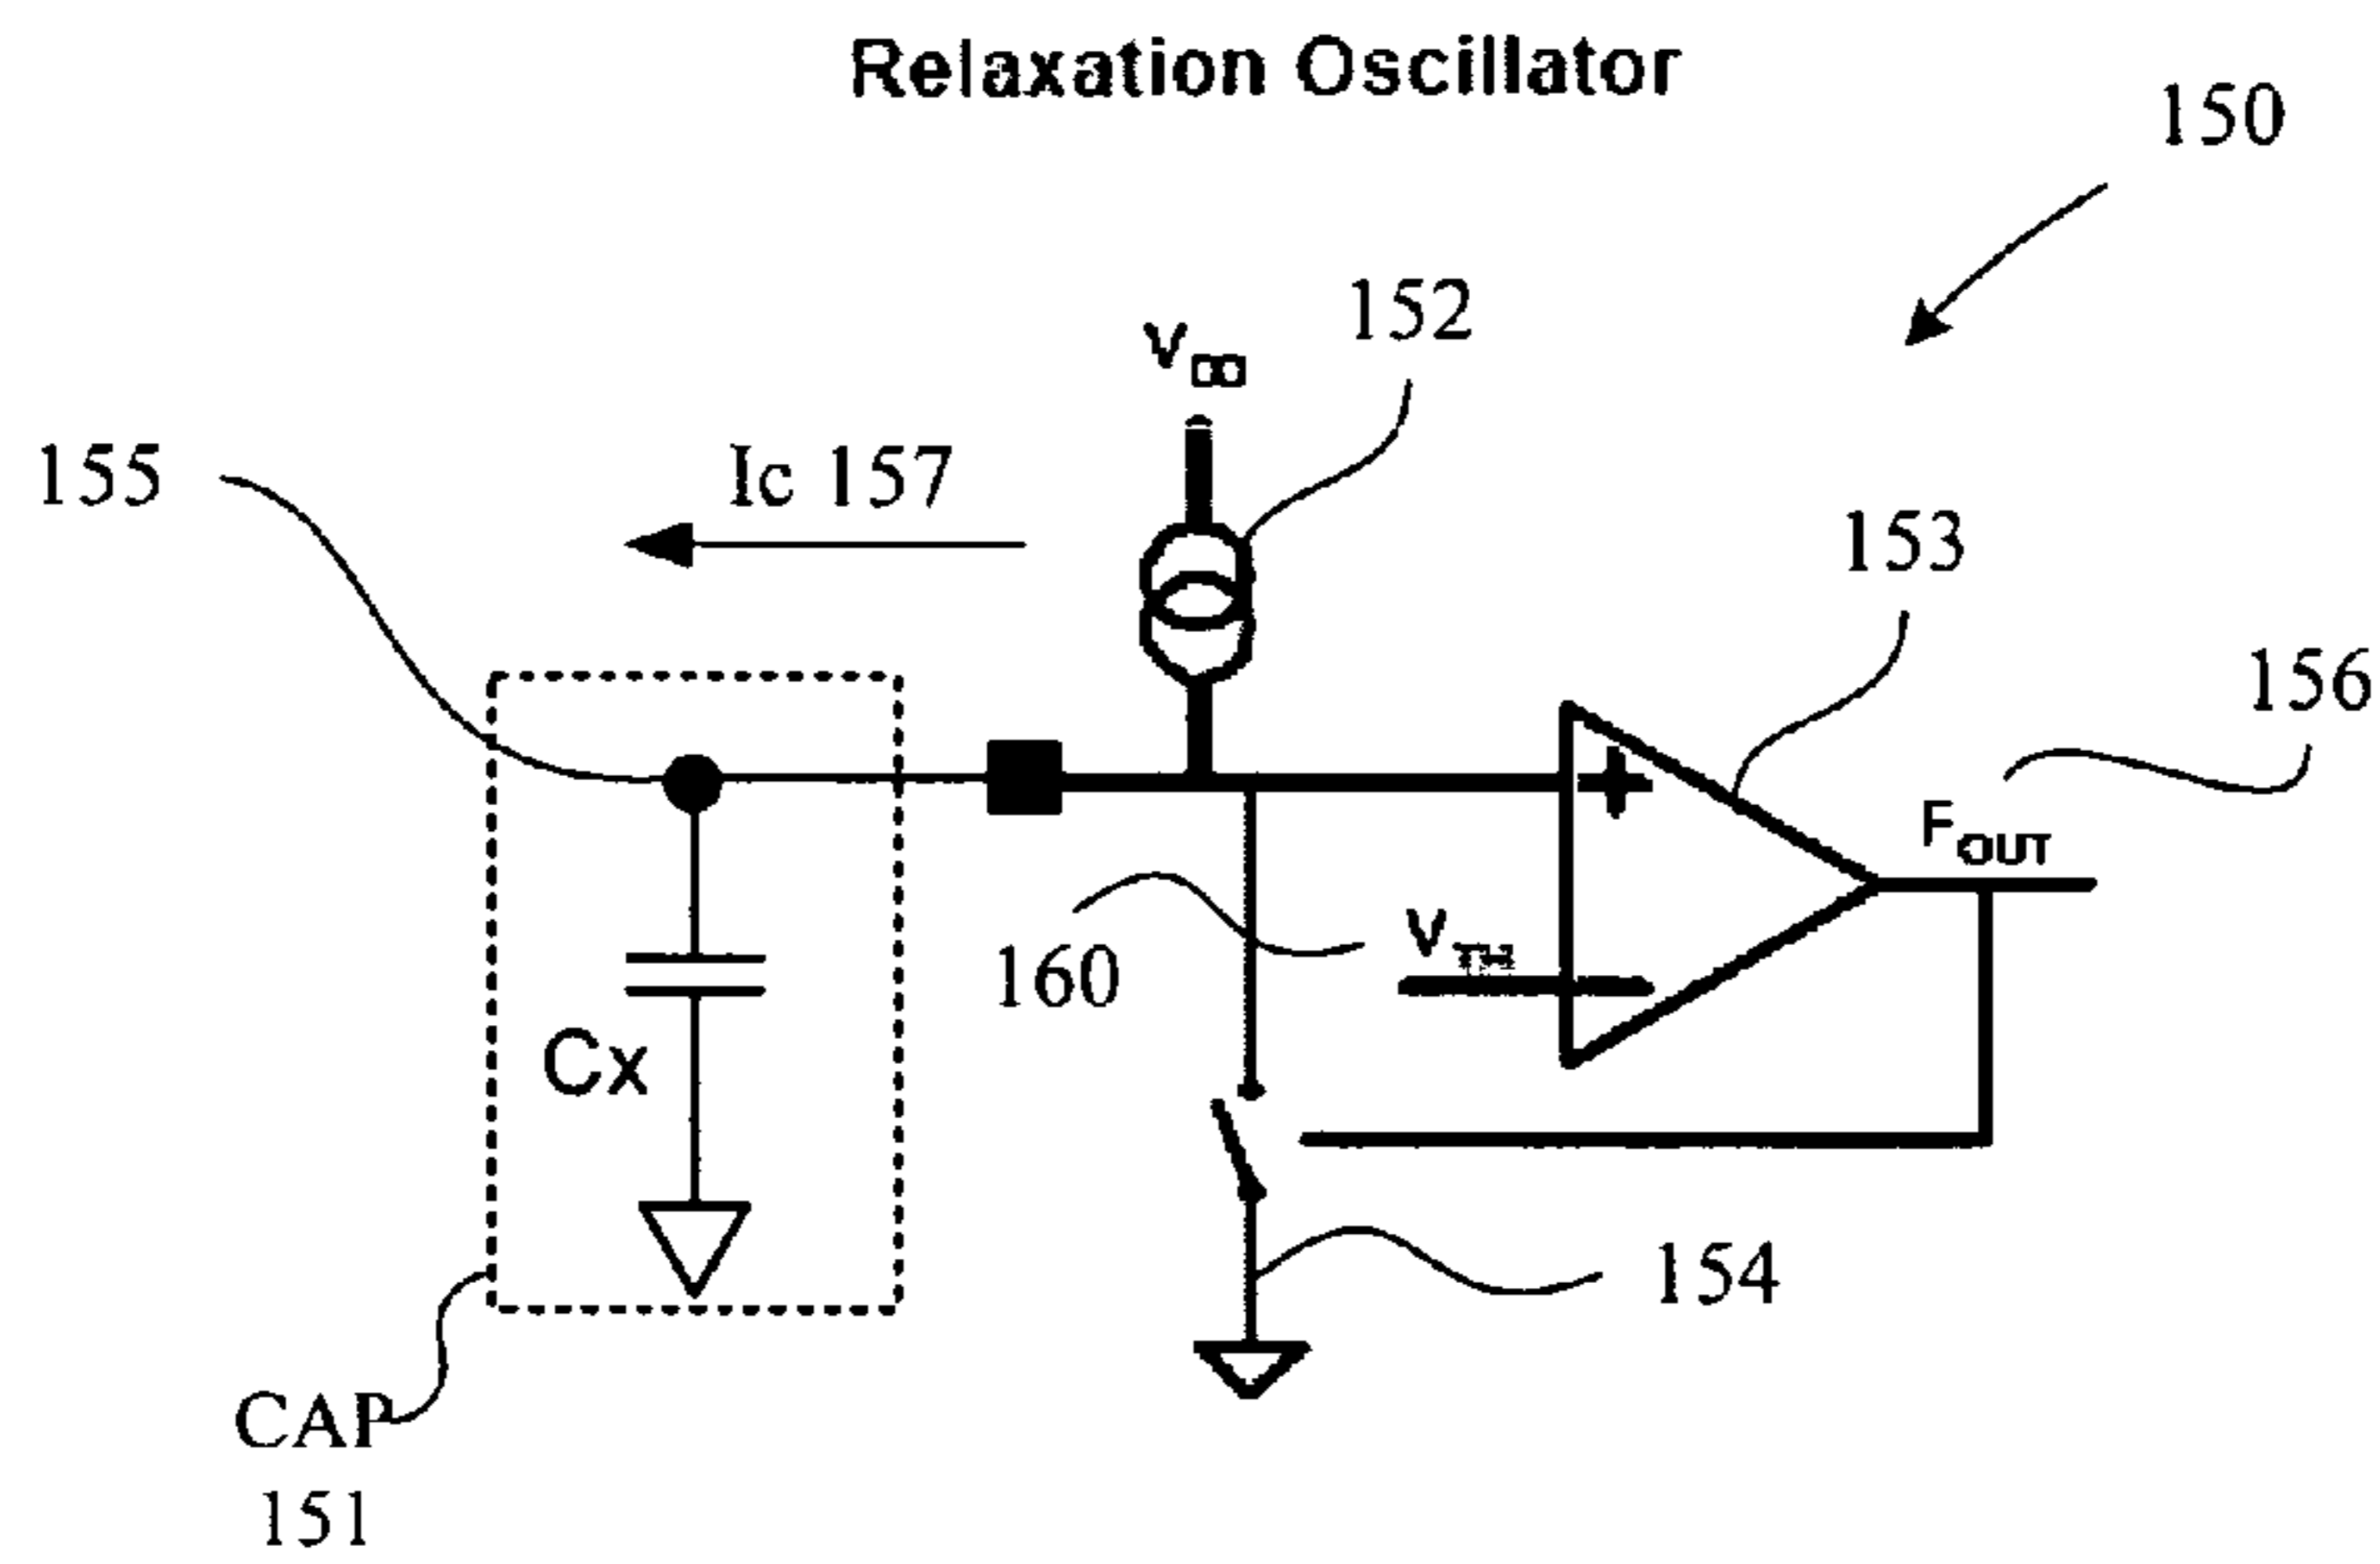 Relaxation Oscillator
150
152
VDD
155
Ic 157
153
156
FOUT
160
VTH
Cx
154
CAP
151